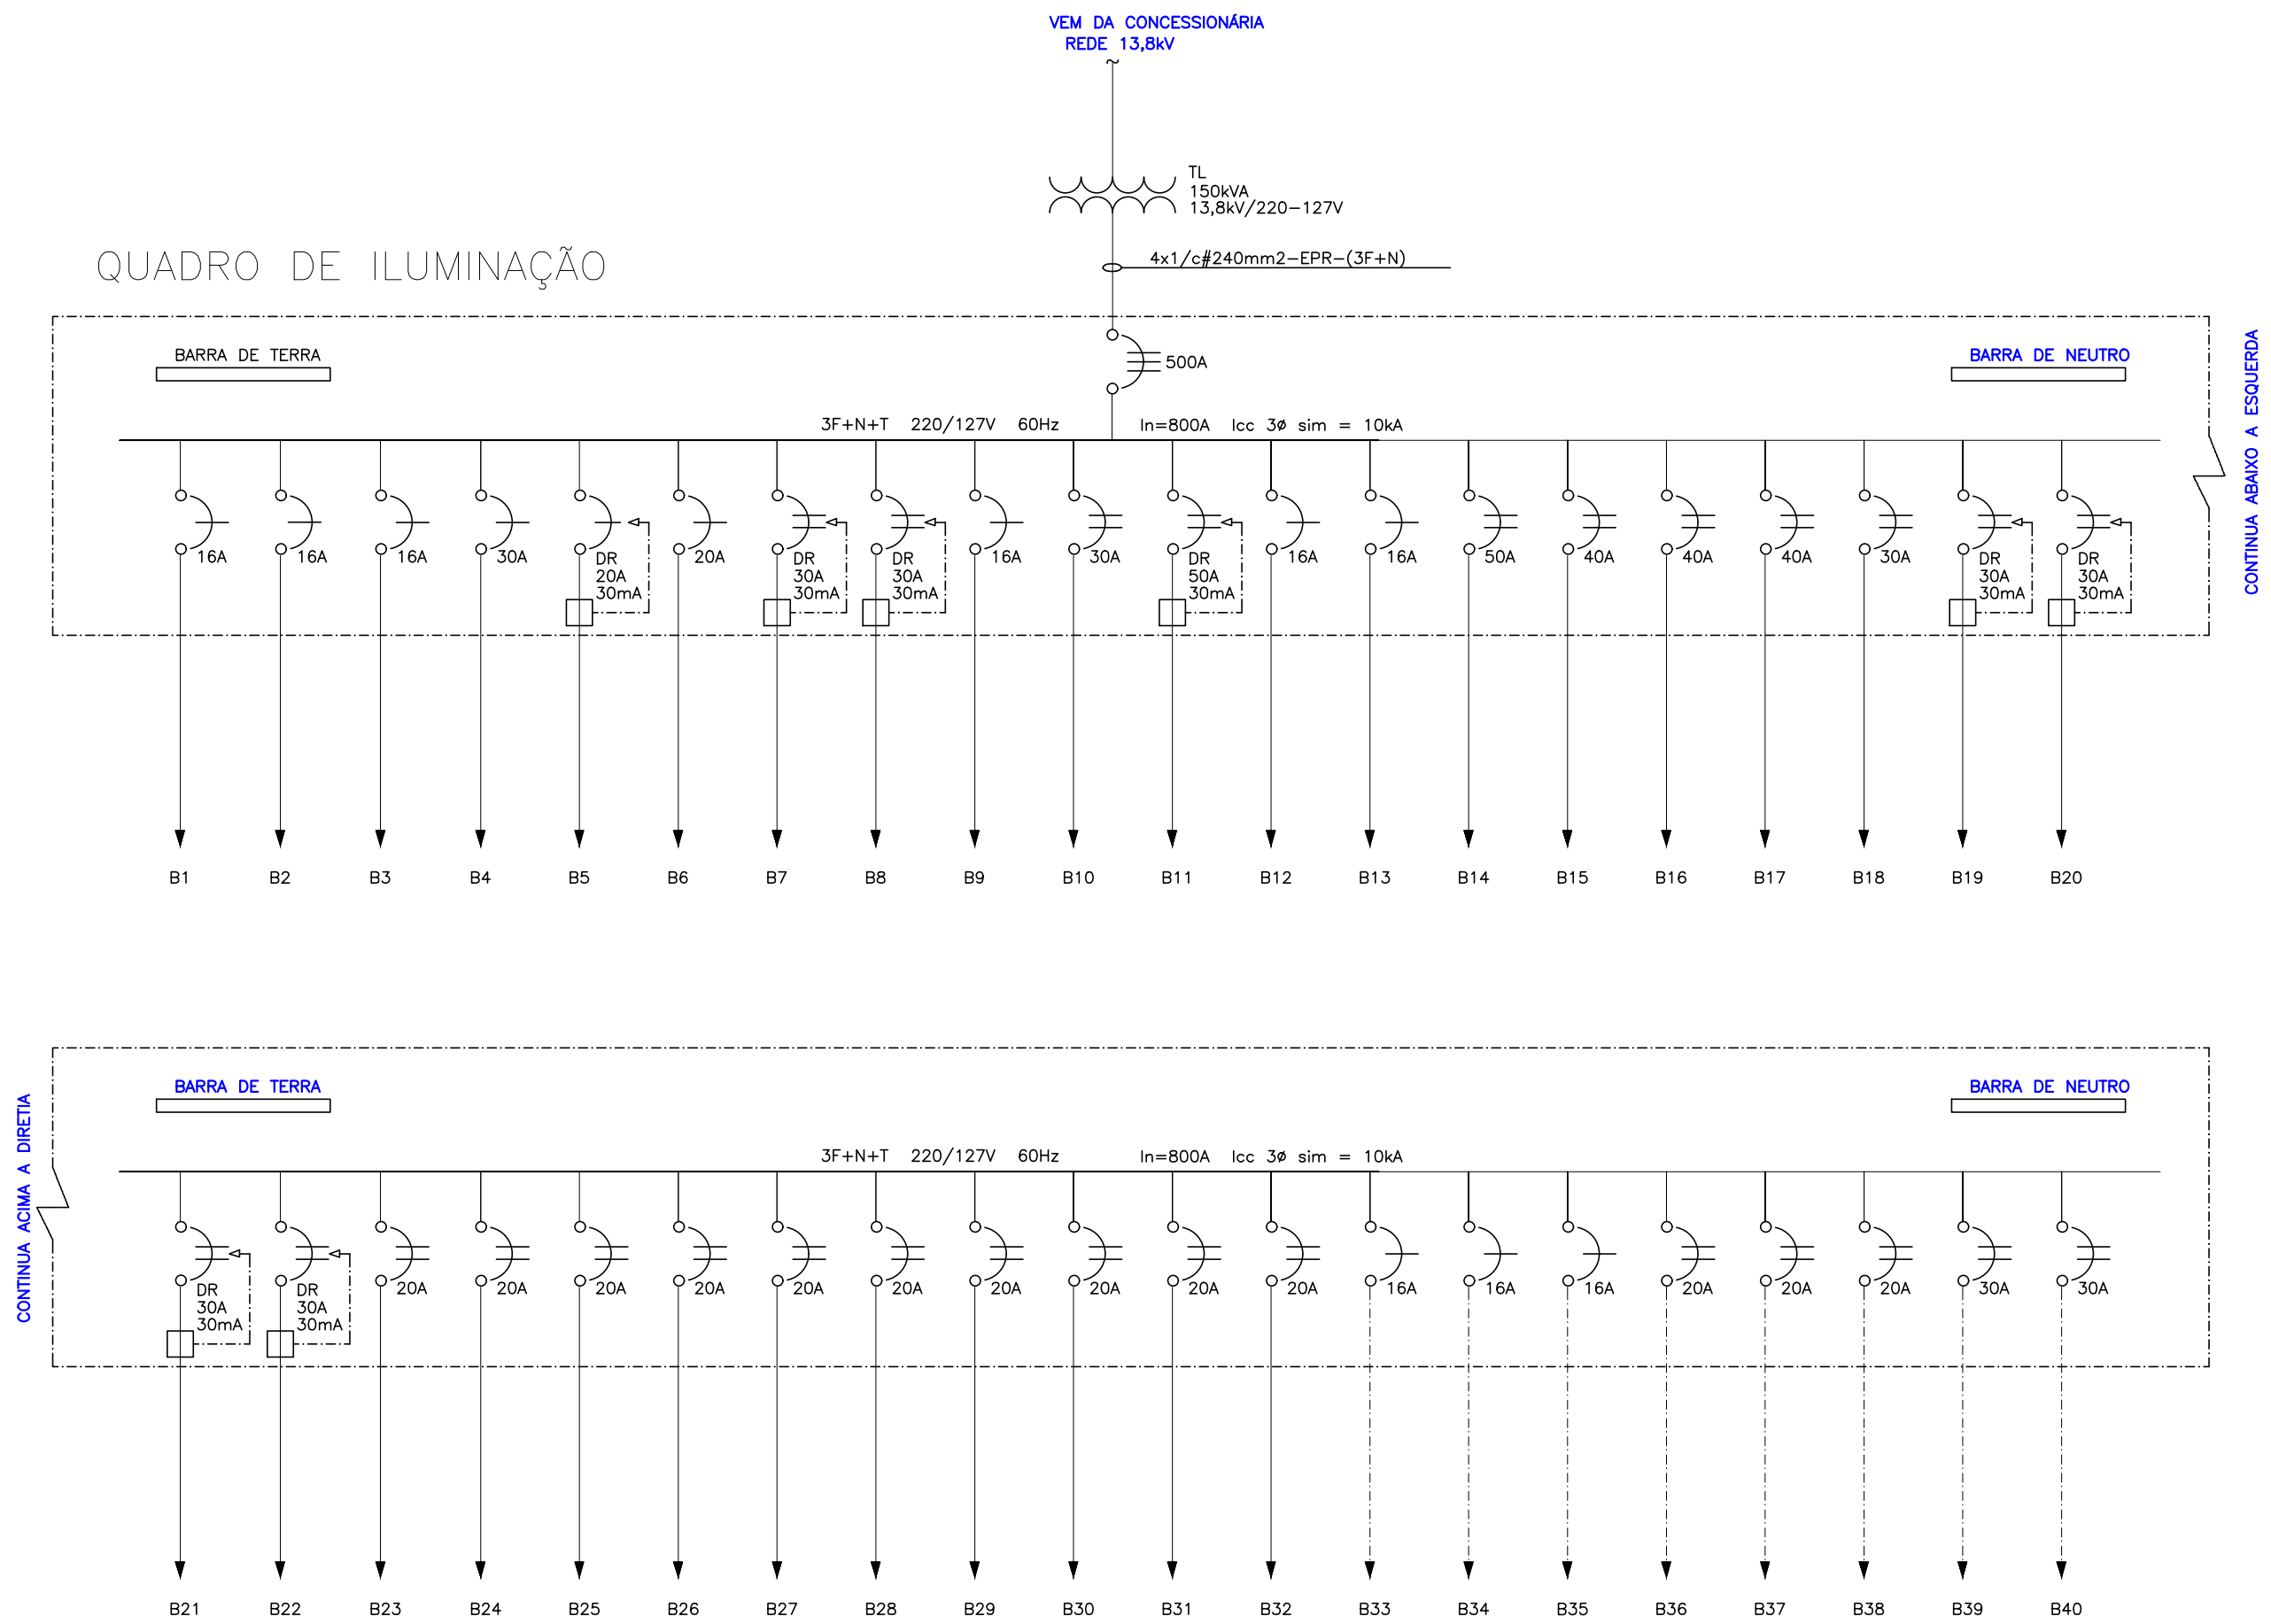 VEM DA CONCESSIONÁRIA
REDE 13,8kV
TL
150kVA
13,8kV/220-127V
4x1/c#240mm2-EPR-(3F+N)
QUADRO DE ILUMINAÇÃO
BARRA DE TERRA
500A
BARRA DE NEUTRO
CONTINUA ABAIXO A ESQUERDA
3F+N+T 220/127V 60Hz In=800A Icc 3ø sim = 10kA
16A 16A 16A 30A DR 20A 30mA 20A DR 30A 30mA DR 30A 30mA 16A 30A DR 50A 30mA 16A 16A 50A 40A 40A 40A 30A DR 30A 30mA DR 30A 30mA
B1 B2 B3 B4 B5 B6 B7 B8 B9 B10 B11 B12 B13 B14 B15 B16 B17 B18 B19 B20
CONTINUA ACIMA A DIRETIA
BARRA DE TERRA
BARRA DE NEUTRO
3F+N+T 220/127V 60Hz In=800A Icc 3ø sim = 10kA
DR 30A 30mA DR 30A 30mA 20A 20A 20A 20A 20A 20A 20A 20A 20A 20A 16A 16A 16A 20A 20A 20A 30A 30A
B21 B22 B23 B24 B25 B26 B27 B28 B29 B30 B31 B32 B33 B34 B35 B36 B37 B38 B39 B40